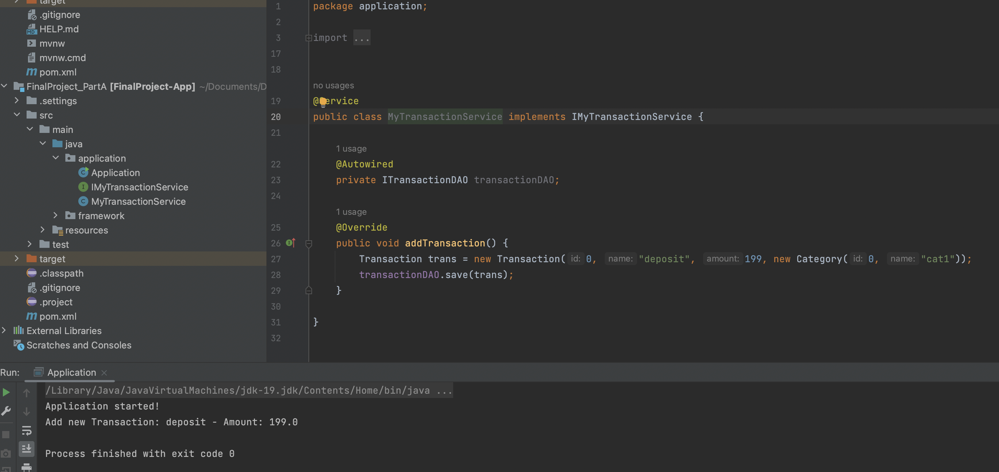 target
.gitignore
HELP.md
mvnw
mvnw.cmd
pom.xml
FinalProject_PartA [FinalProject-App] ~/Documents/D
.settings
src
main
java
application
Application
IMyTransactionService
MyTransactionService
framework
resources
test
target
.classpath
.gitignore
.project
pom.xml
External Libraries
Scratches and Consoles
1 package application;
2
3 import ...
17
18
no usages
19 @Service
20 public class MyTransactionService implements IMyTransactionService {
21
1 usage
22 @Autowired
23 private ITransactionDAO transactionDAO;
24
1 usage
25 @Override
26 public void addTransaction() {
27 Transaction trans = new Transaction( id: 0, name: "deposit", amount: 199, new Category( id: 0, name: "cat1"));
28 transactionDAO.save(trans);
29 }
30
31 }
32
Run: Application
/Library/Java/JavaVirtualMachines/jdk-19.jdk/Contents/Home/bin/java ...
Application started!
Add new Transaction: deposit - Amount: 199.0
Process finished with exit code 0